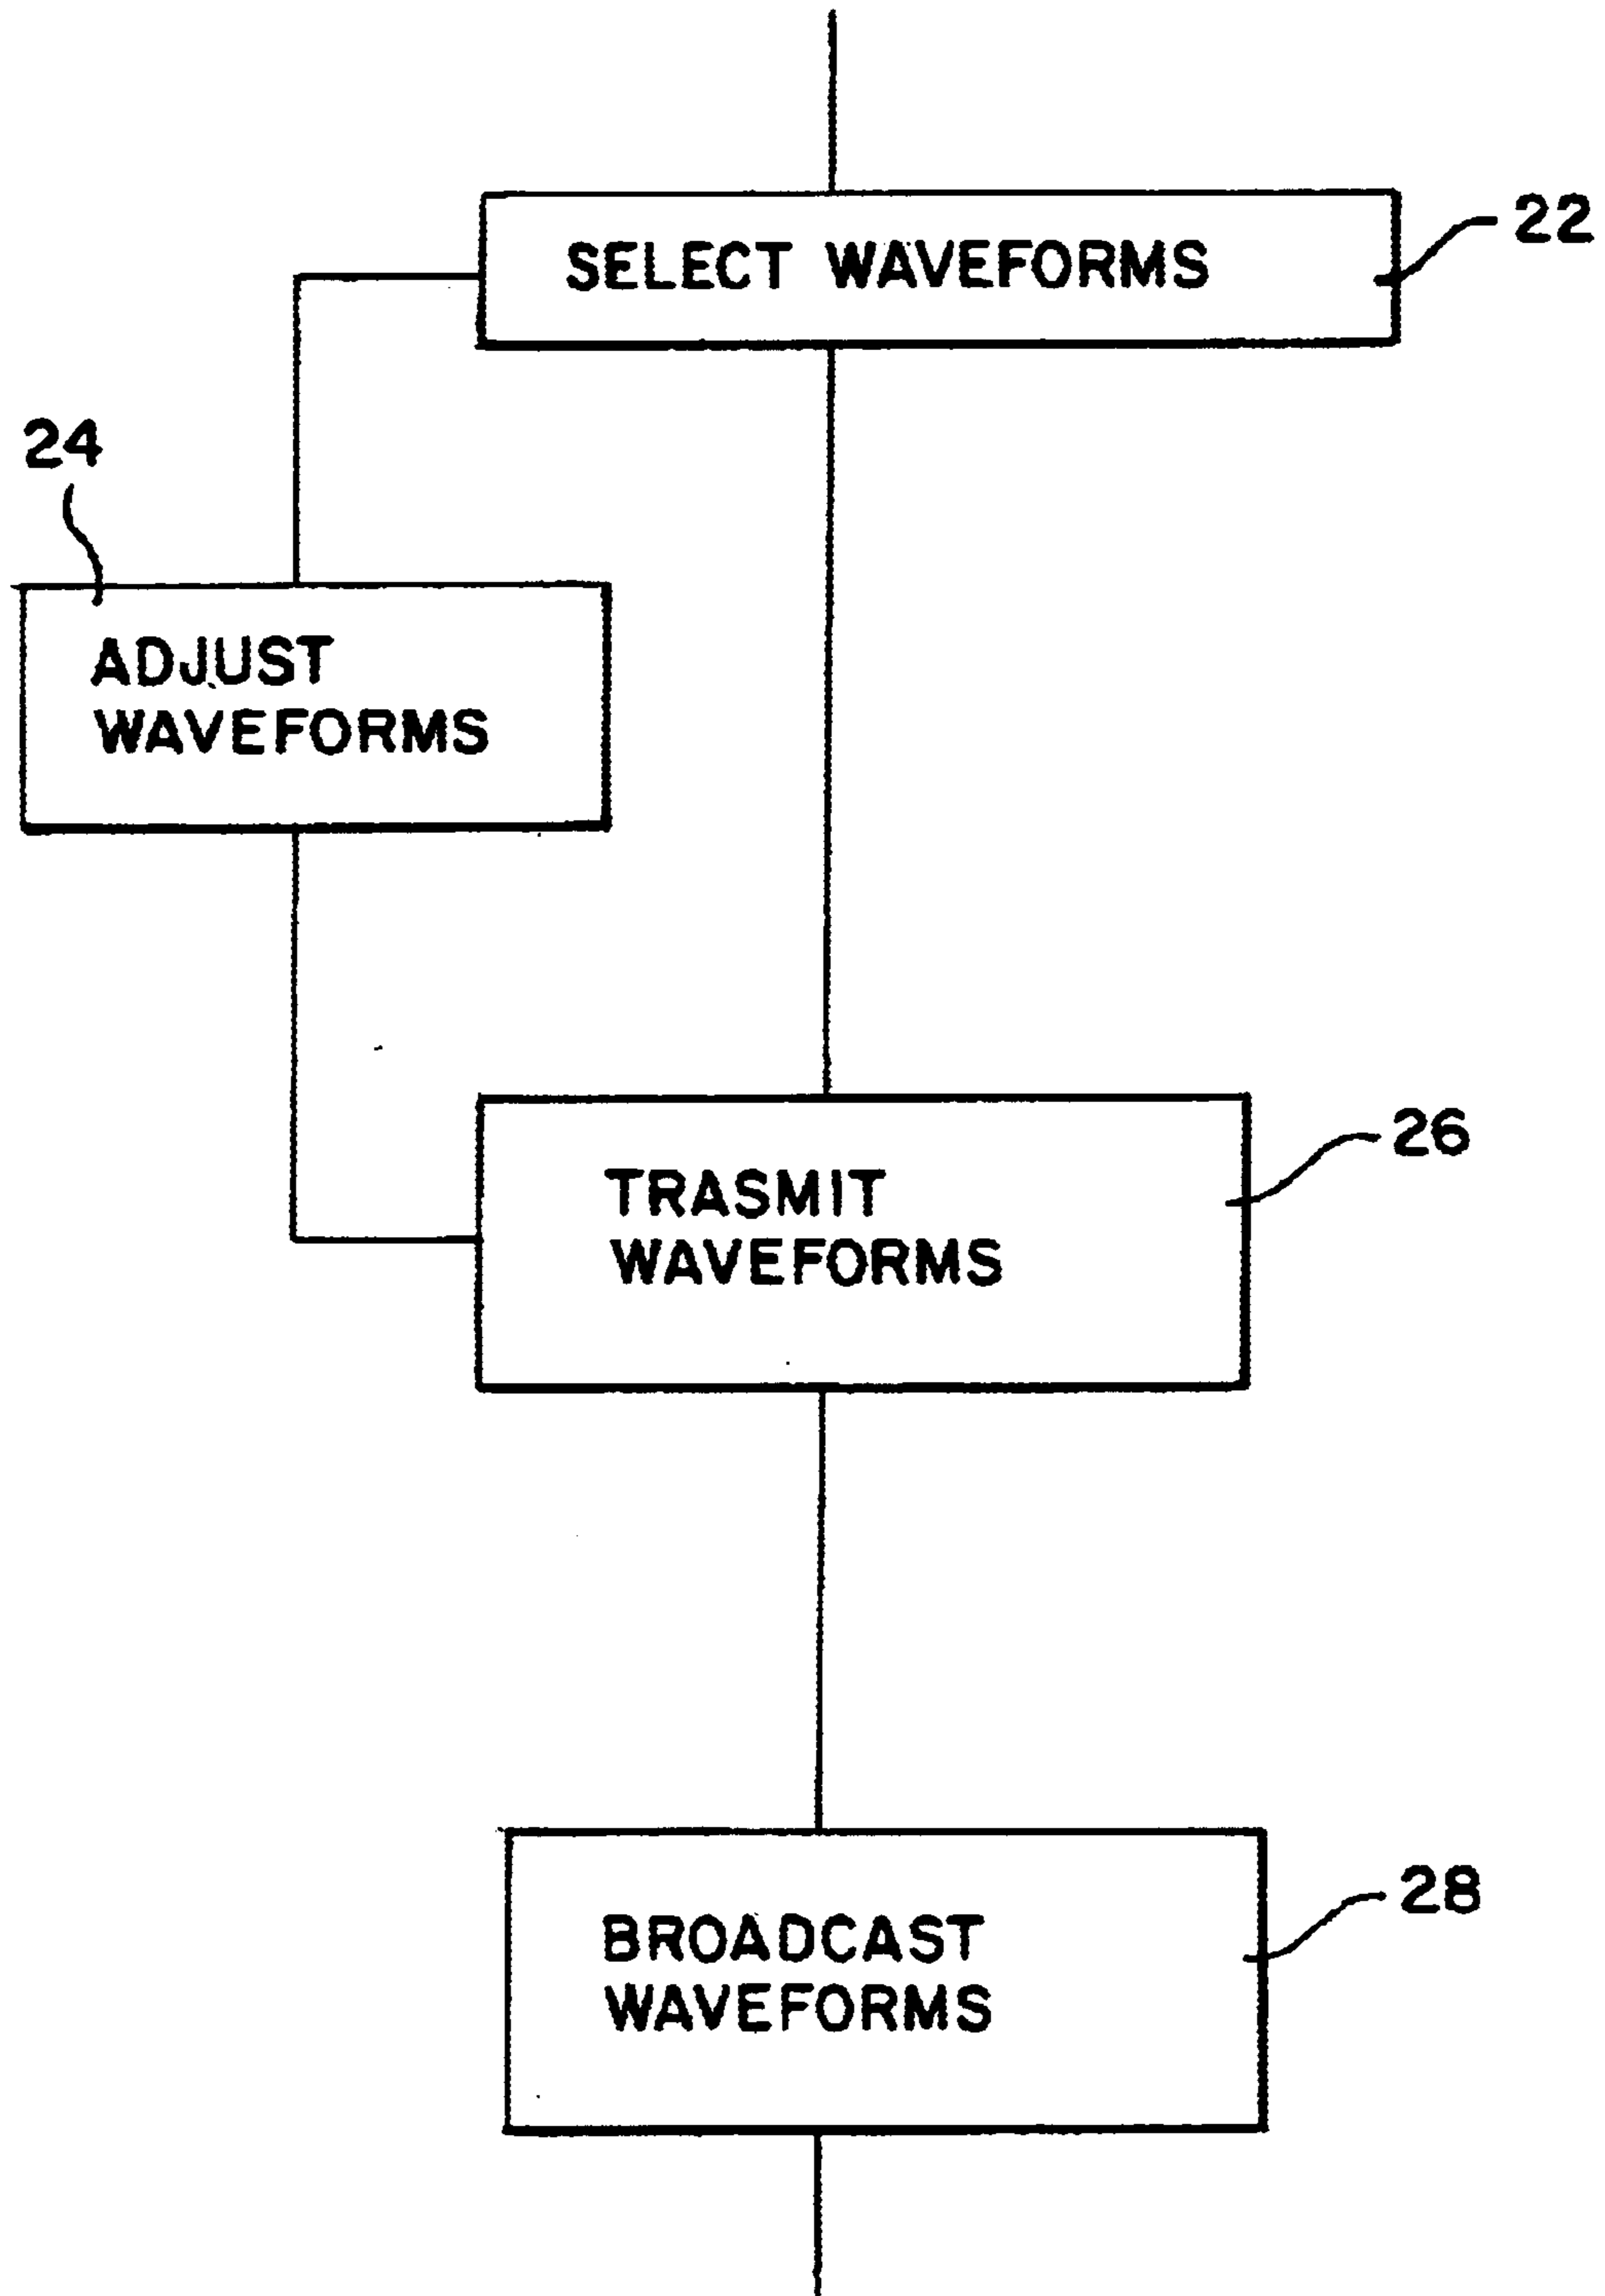 SELECT WAVEFORMS
22
24
ADJUST
WAVEFORMS
26
TRASMIT
WAVEFORMS
28
BROADCAST
WAVEFORMS